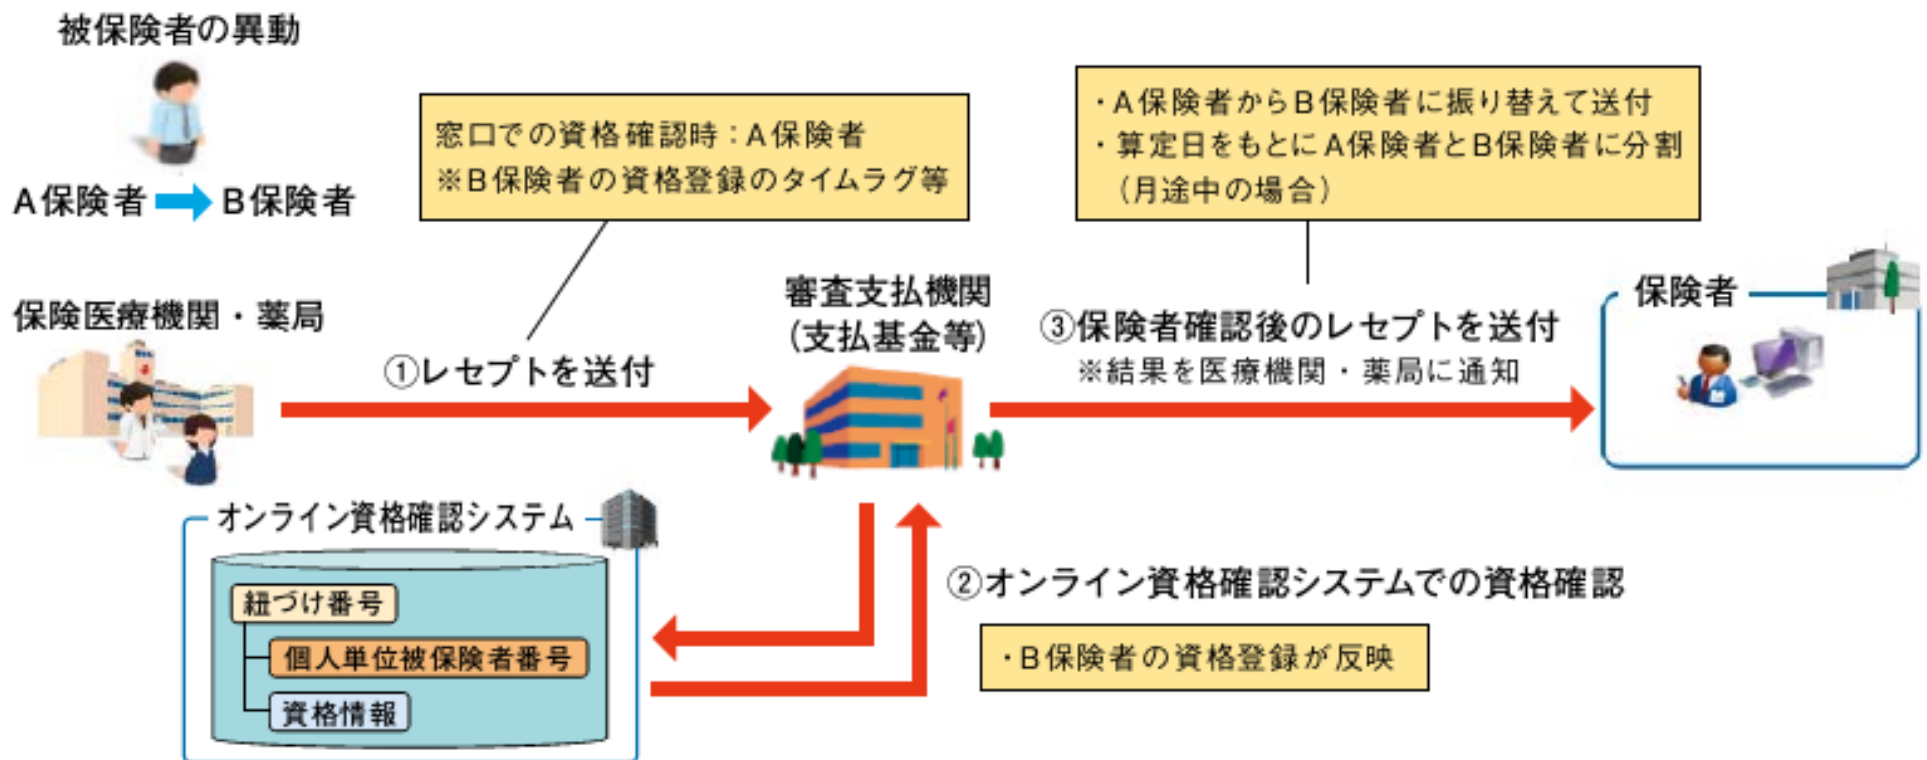 被保険者の異動
A保険者 B保険者
窓口での資格確認時：A保険者
※B保険者の資格登録のタイムラグ等
・A保険者からB保険者に振り替えて送付
・算定日をもとにA保険者とB保険者に分割
（月途中の場合）
保険医療機関・薬局
①レセプトを送付
審査支払機関
（支払基金等）
③保険者確認後のレセプトを送付
※結果を医療機関・薬局に通知
保険者
オンライン資格確認システム
紐づけ番号
個人単位被保険者番号
資格情報
②オンライン資格確認システムでの資格確認
・B保険者の資格登録が反映